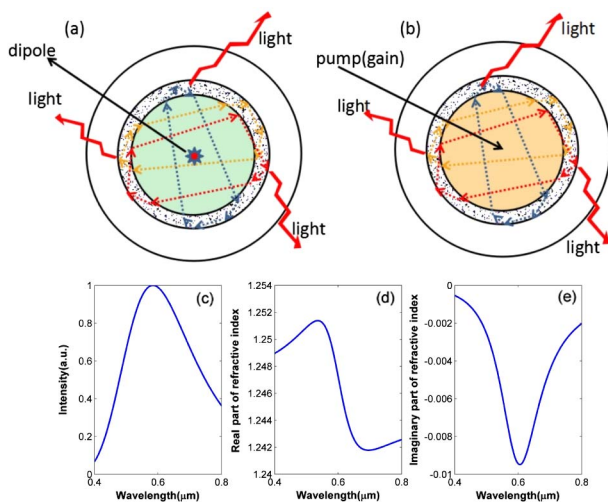 (a)
dipole
light
light
light
(b)
pump(gain)
light
light
light
(c)
Intensity(a.u.)
1
0.8
0.6
0.4
0.2
0
0.4
0.6
0.8
Wavelength(μm)
(d)
Real part of refractive index
1.254
1.252
1.25
1.248
1.246
1.244
1.242
1.24
0.4
0.6
0.8
Wavelength(μm)
(e)
Imaginary part of refractive index
0
-0.002
-0.004
-0.006
-0.008
-0.01
0.4
0.6
0.8
Wavelength(μm)